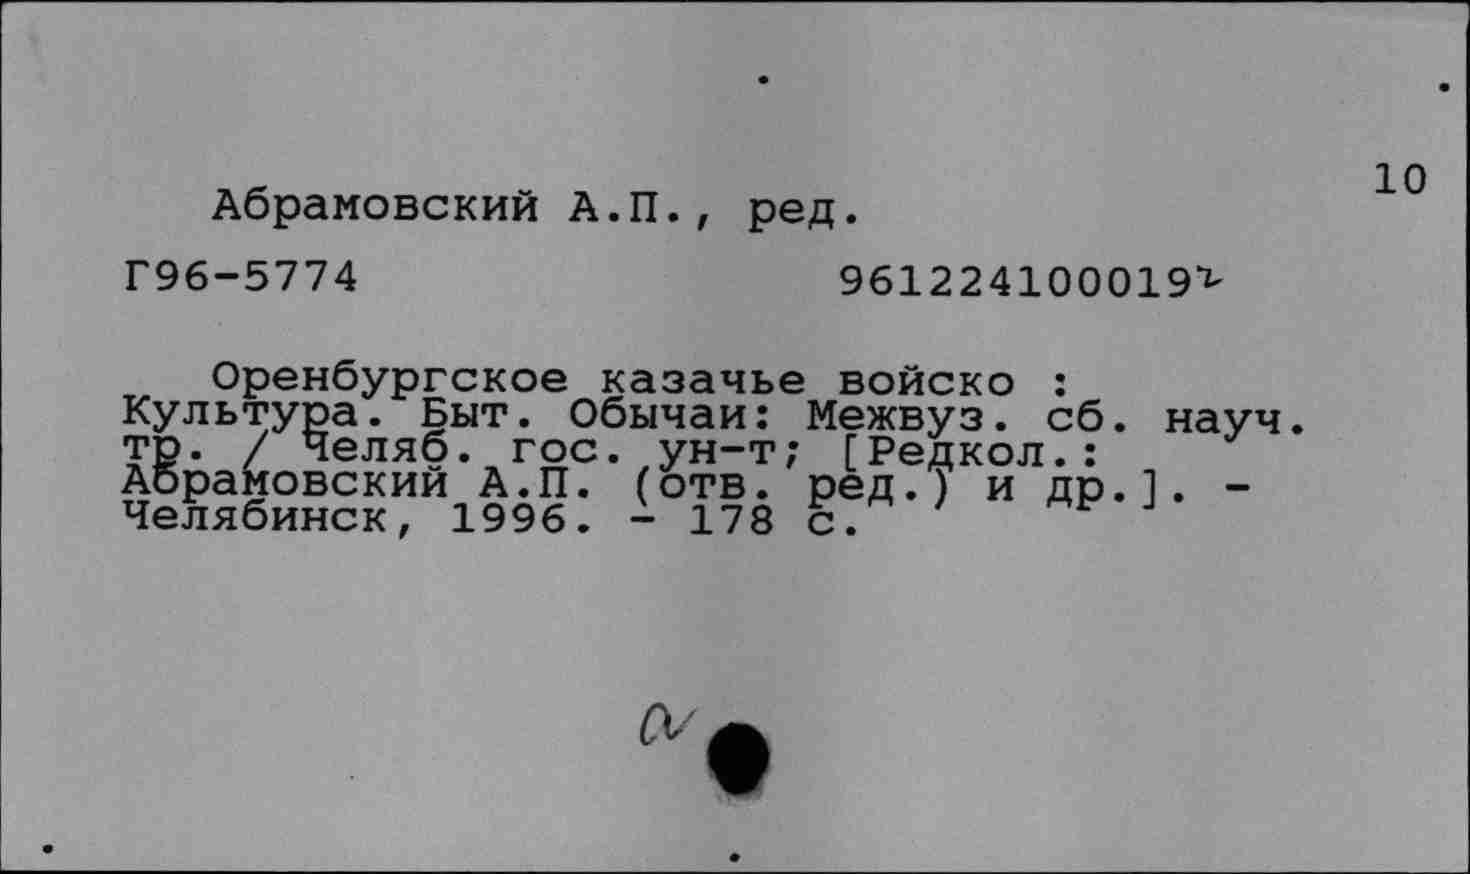 10
Абрамовский А.П., ред.
Г96-5774 961224100019
Оренбургское казачье войско :
Культура. Быт. Обычаи: Межвуз. сб. науч.
тр. / Челяб. гос. ун-т; [Редкол.:
Абрамовский А.П. (отв. ред.) и др.]. -
Челябинск, 1996. - 178 с.